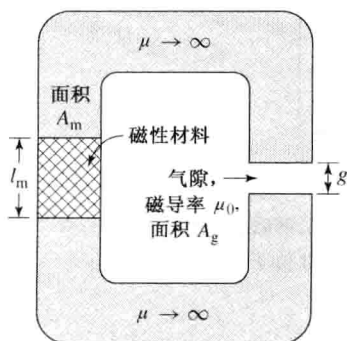 μ → ∞
面积
A_m
磁性材料
l_m
气隙,
磁导率 μ_0,
面积 A_g
g
μ → ∞